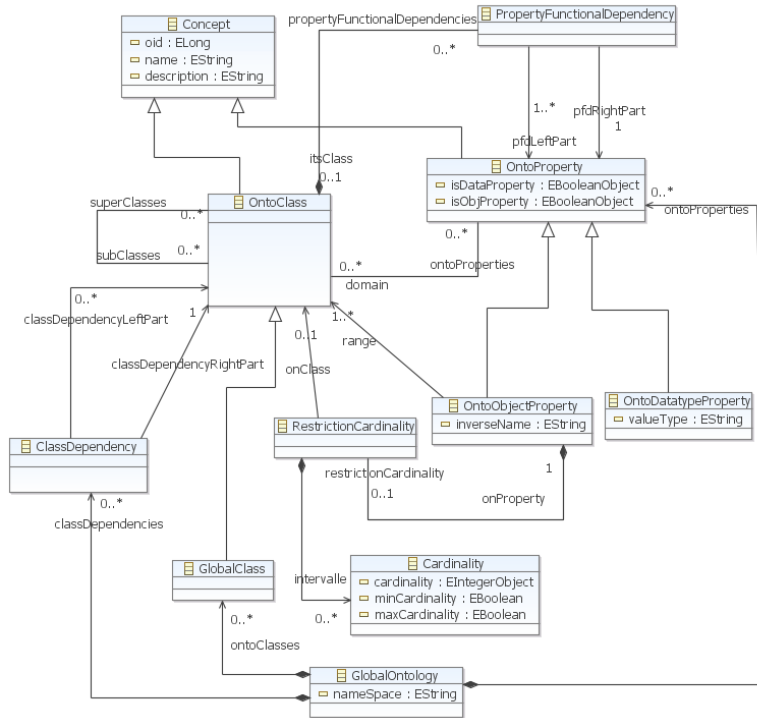 propertyFunctionalDependencies
PropertyFunctionalDependency
Concept
oid : ELong
name : EString
description : EString
0..*
1..*
pfdRightPart
1
pfdLeftPart
itsClass
0..1
OntoProperty
isDataProperty : EBooleanObject
isObjProperty : EBooleanObject
0..*
ontoProperties
superClasses
0..*
OntoClass
0..*
subClasses
0..*
0..*
ontoProperties
domain
0..*
classDependencyLeftPart
1
1..*
0..1
range
classDependencyRightPart
onClass
OntoObjectProperty
inverseName : EString
OntoDatatypeProperty
valueType : EString
RestrictionCardinality
ClassDependency
restrictionCardinality
0..1
1
onProperty
0..*
classDependencies
GlobalClass
intervalle
0..*
Cardinality
cardinality : EIntegerObject
minCardinality : EBoolean
maxCardinality : EBoolean
0..*
ontoClasses
GlobalOntology
nameSpace : EString